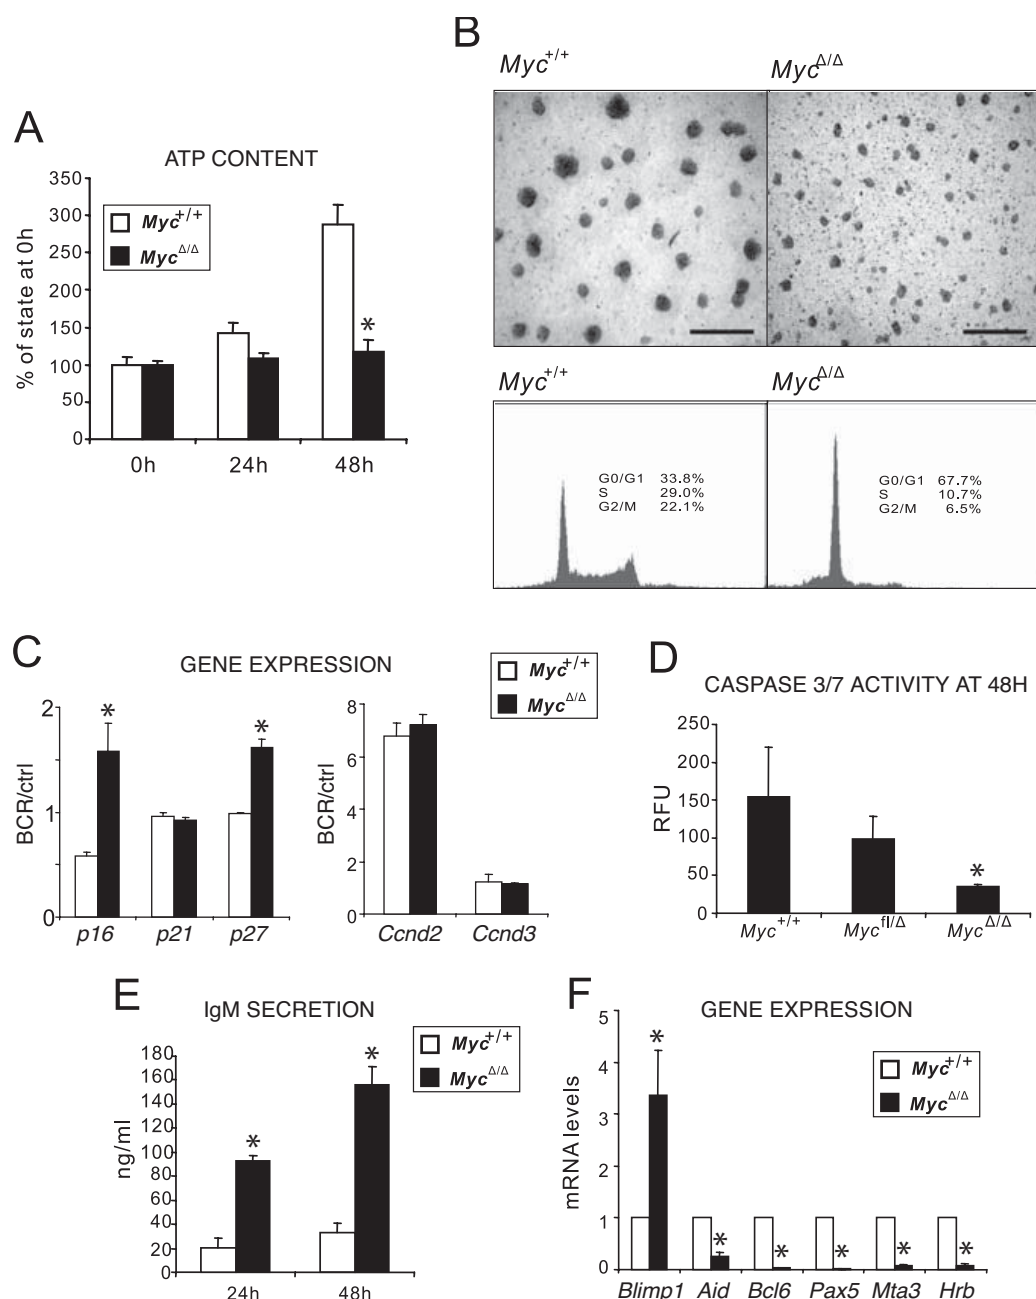 A
ATP CONTENT
% of state at 0h
350
300
250
200
150
100
50
0
Myc+/+
MycΔ/Δ
*
0h 24h 48h
B
Myc+/+ MycΔ/Δ
Myc+/+ MycΔ/Δ
G0/G1 33.8%
S 29.0%
G2/M 22.1%
G0/G1 67.7%
S 10.7%
G2/M 6.5%
C
GENE EXPRESSION
Myc+/+
MycΔ/Δ
BCR/ctrl
2
1
0
* *
p16 p21 p27
BCR/ctrl
8
6
4
2
0
Ccnd2 Ccnd3
D
CASPASE 3/7 ACTIVITY AT 48H
RFU
250
200
150
100
50
0
*
Myc+/+ Mycfl/Δ MycΔ/Δ
E
IgM SECRETION
Myc+/+
MycΔ/Δ
ng/ml
180
160
140
120
100
80
60
40
20
0
* *
24h 48h
F
GENE EXPRESSION
Myc+/+
MycΔ/Δ
mRNA levels
5
4
3
2
1
0
* * * * * *
Blimp1 Aid Bcl6 Pax5 Mta3 Hrb